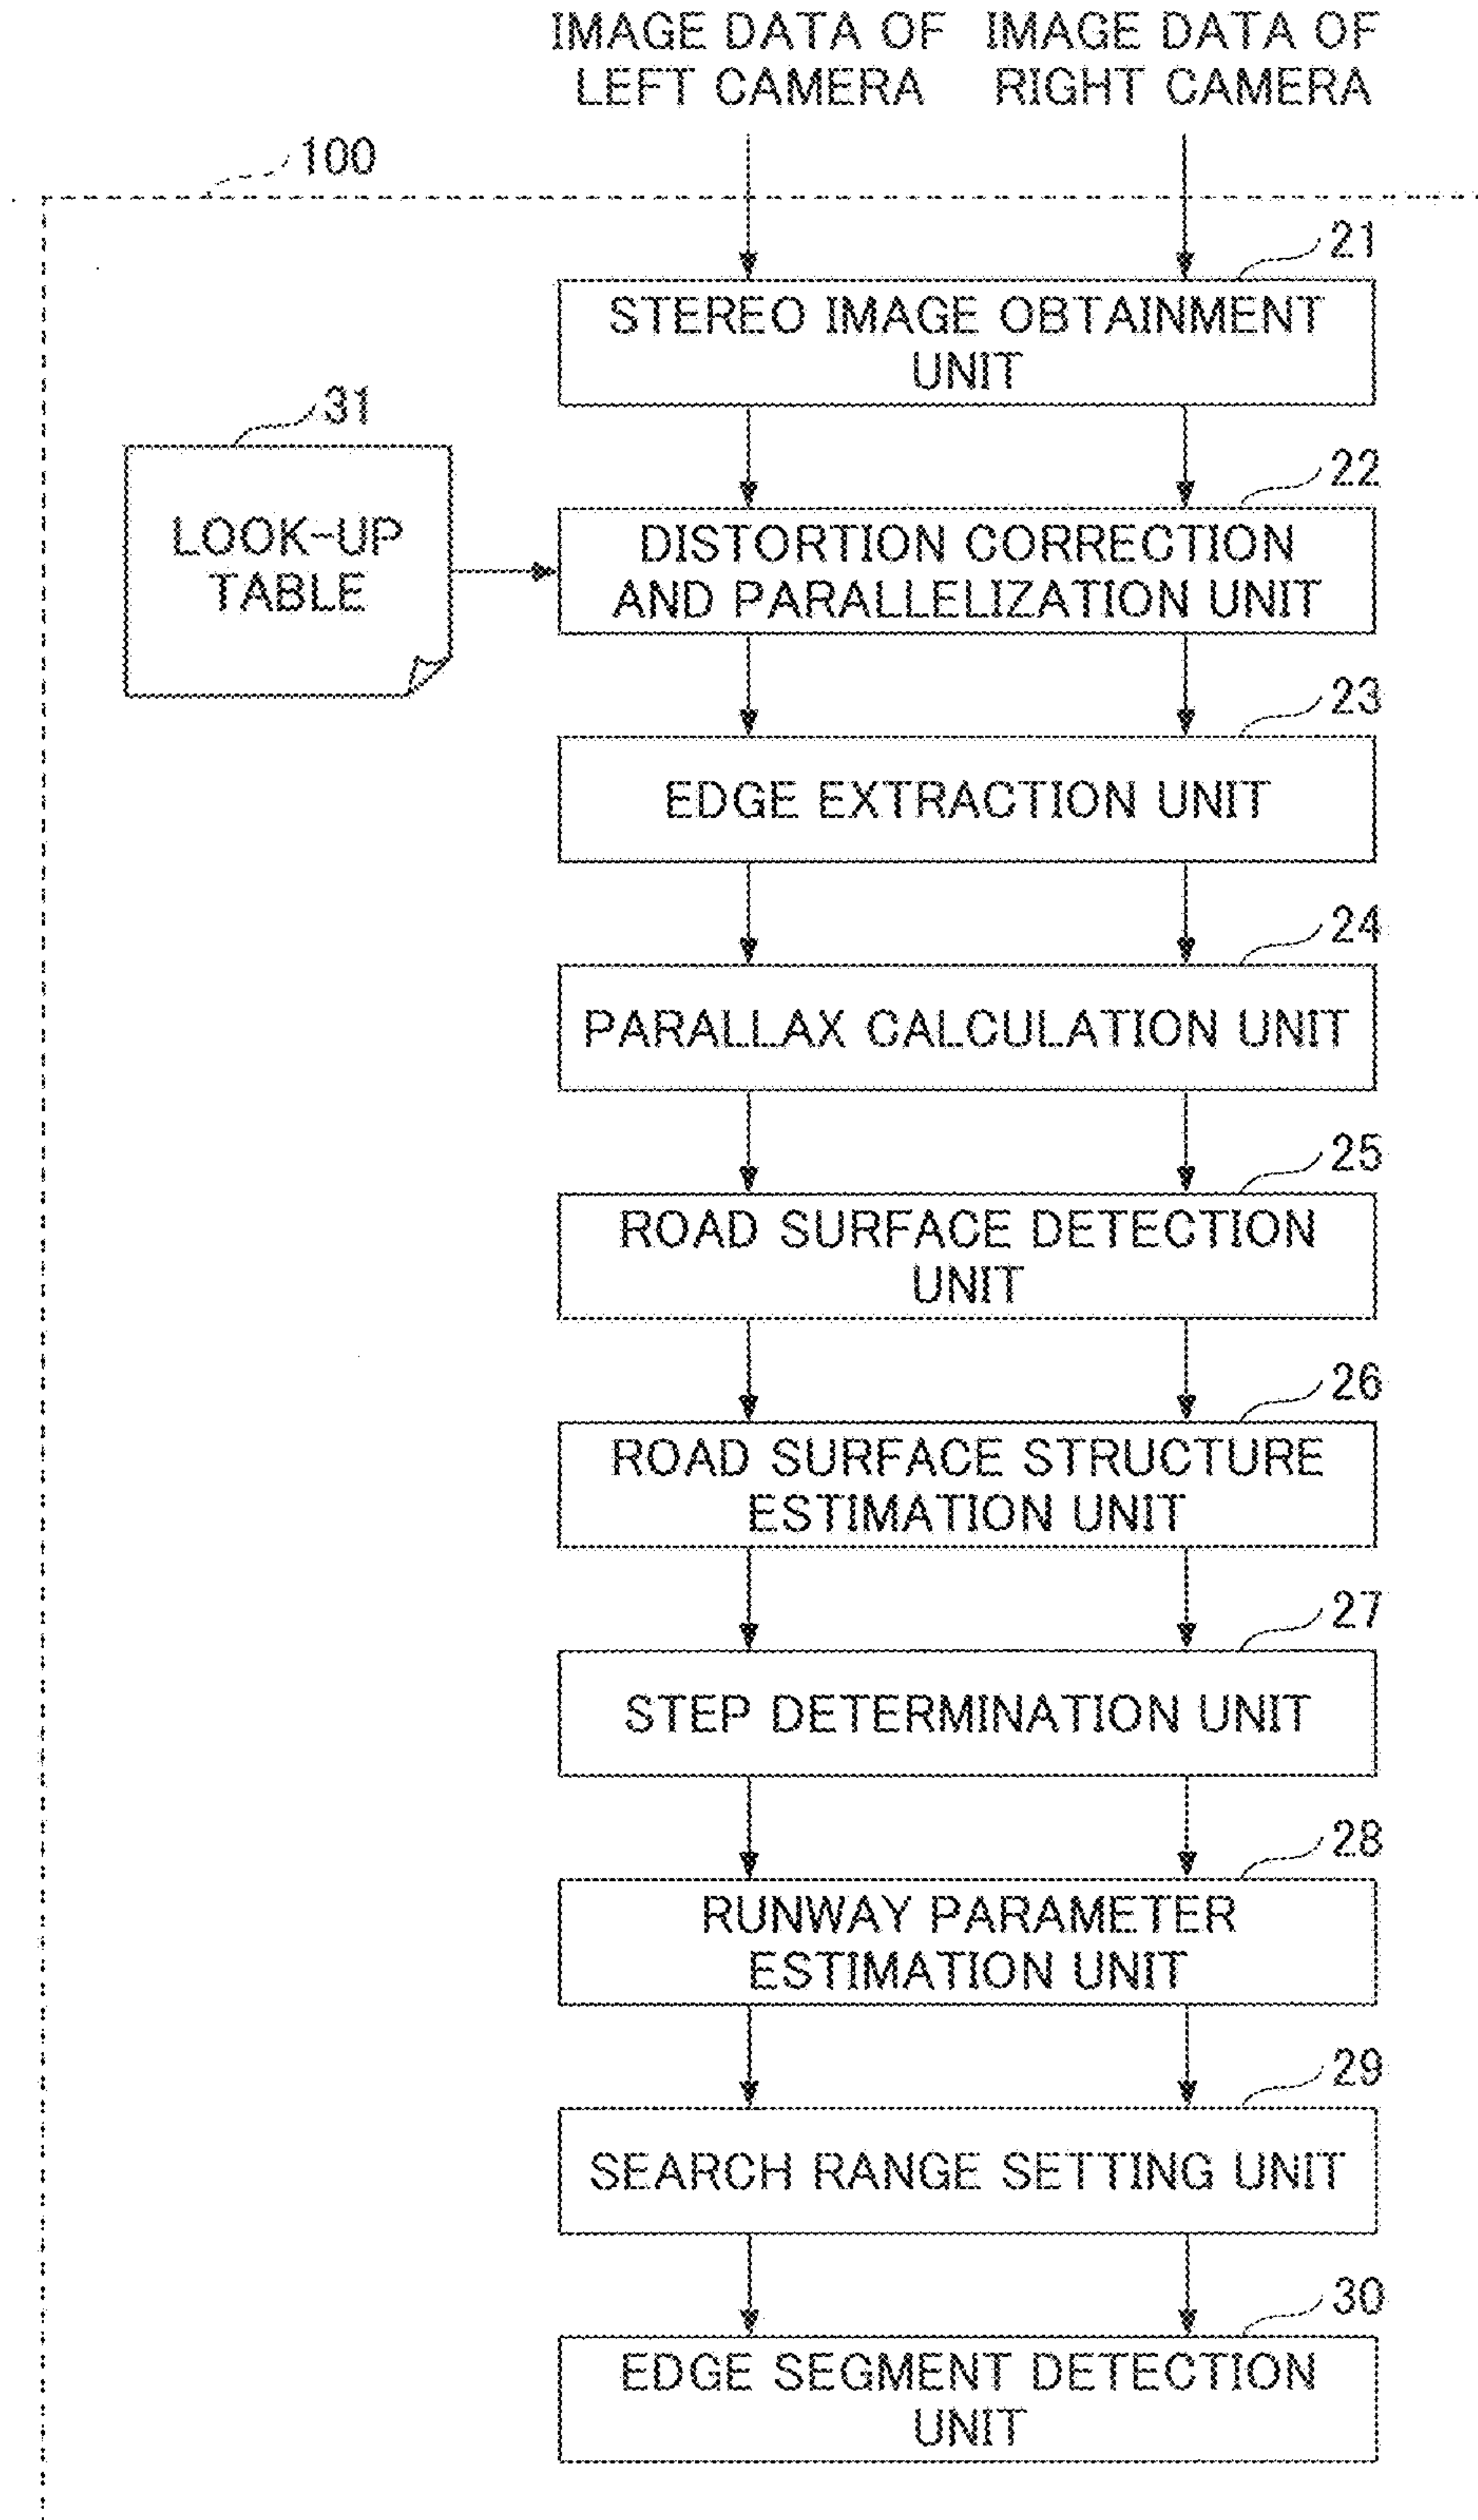 IMAGE DATA OF LEFT CAMERA
IMAGE DATA OF RIGHT CAMERA
100
21
STEREO IMAGE OBTAINMENT
UNIT
31
LOOK-UP
TABLE
22
DISTORTION CORRECTION
AND PARALLELIZATION UNIT
23
EDGE EXTRACTION UNIT
24
PARALLAX CALCULATION UNIT
25
ROAD SURFACE DETECTION
UNIT
26
ROAD SURFACE STRUCTURE
ESTIMATION UNIT
27
STEP DETERMINATION UNIT
28
RUNWAY PARAMETER
ESTIMATION UNIT
29
SEARCH RANGE SETTING UNIT
30
EDGE SEGMENT DETECTION
UNIT